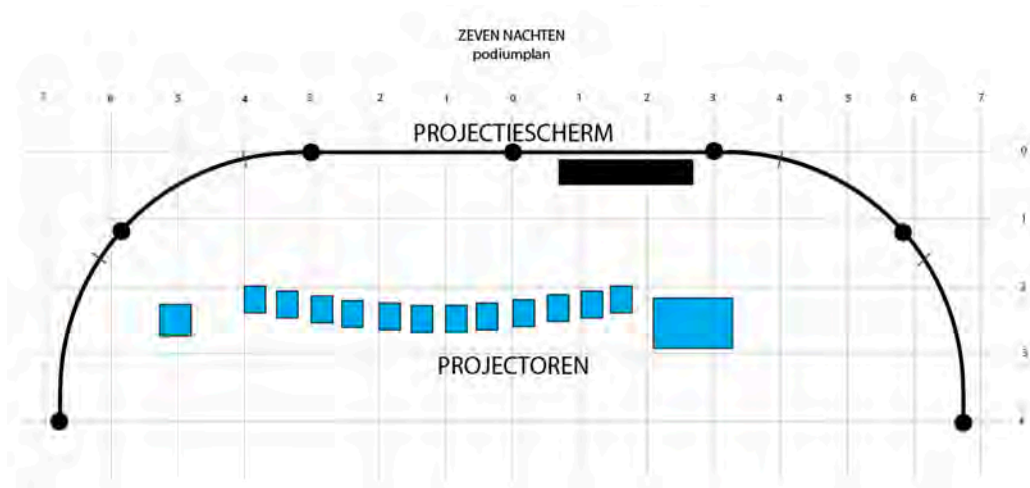 ZEVEN NACHTEN
podiumplan
7 6 5 4 3 2 1 0 1 2 3 4 5 6 7
PROJECTIESCHERM
0
1
2
3
4
PROJECTOREN